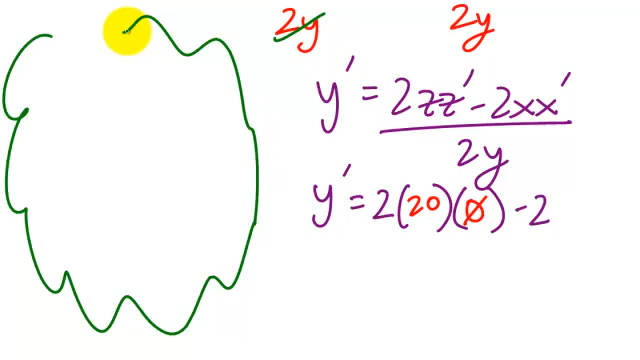 2y 2y
y' = 2zz' - 2xx'
2y
y' = 2(20)(0) - 2